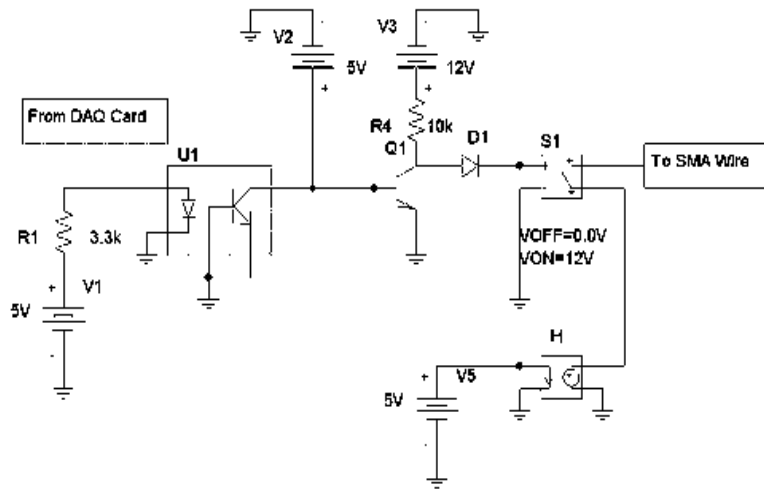 V2
V3
5V
12V
+
+
From DAQ Card
R4
10k
D1
S1
Q1
U1
+
To SMA Wire
R1
3.3k
VOFF=0.0V
VON=12V
+
V1
5V
-
H
+
V5
5V
-